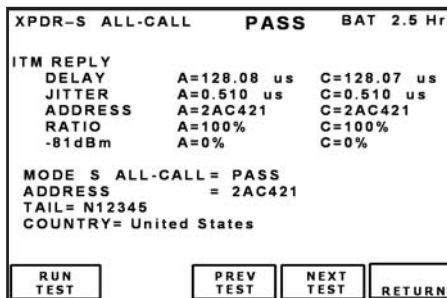 XPDR–S ALL-CALL PASS BAT 2.5 Hr
ITM REPLY
DELAY A=128.08 us C=128.07 us
JITTER A=0.510 us C=0.510 us
ADDRESS A=2AC421 C=2AC421
RATIO A=100% C=100%
-81dBm A=0% C=0%
MODE S ALL-CALL= PASS
ADDRESS = 2AC421
TAIL= N12345
COUNTRY= United States
RUN TEST
PREV TEST
NEXT TEST
RETURN